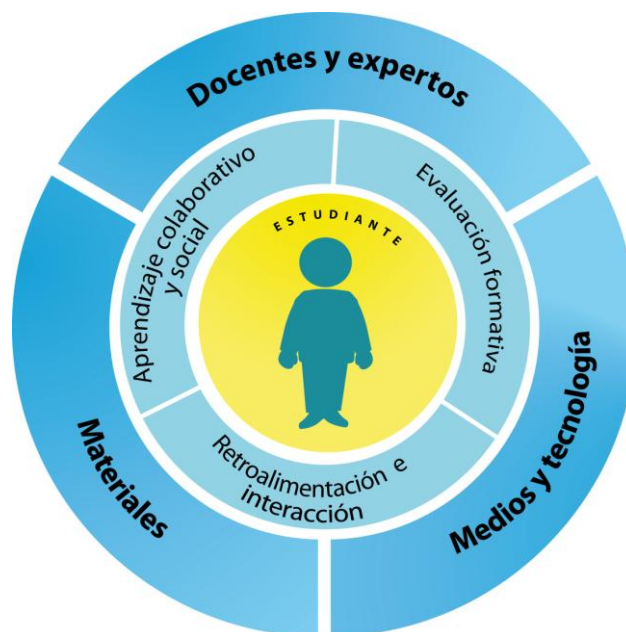 Docentes y expertos
Aprendizaje colaborativo
y social
Evaluación formativa
ESTUDIANTE
Retroalimentación e
interacción
Materiales
Medios y tecnología